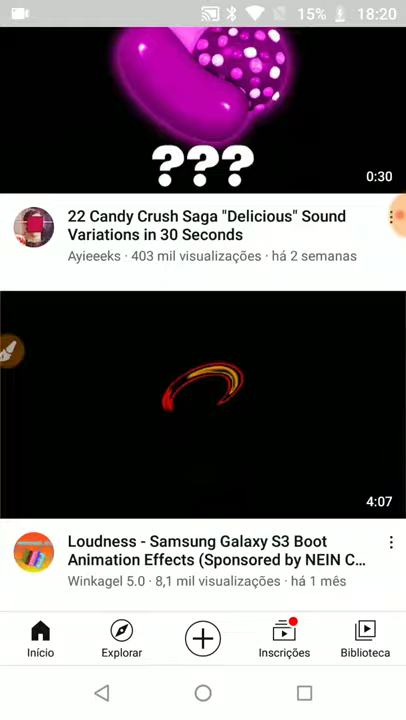 15% 18:20
???
0:30
22 Candy Crush Saga "Delicious" Sound
Variations in 30 Seconds
Ayieeeks · 403 mil visualizações · há 2 semanas
4:07
Loudness - Samsung Galaxy S3 Boot
Animation Effects (Sponsored by NEIN C...
Winkagel 5.0 · 8,1 mil visualizações · há 1 mês
Início Explorar Inscrições Biblioteca